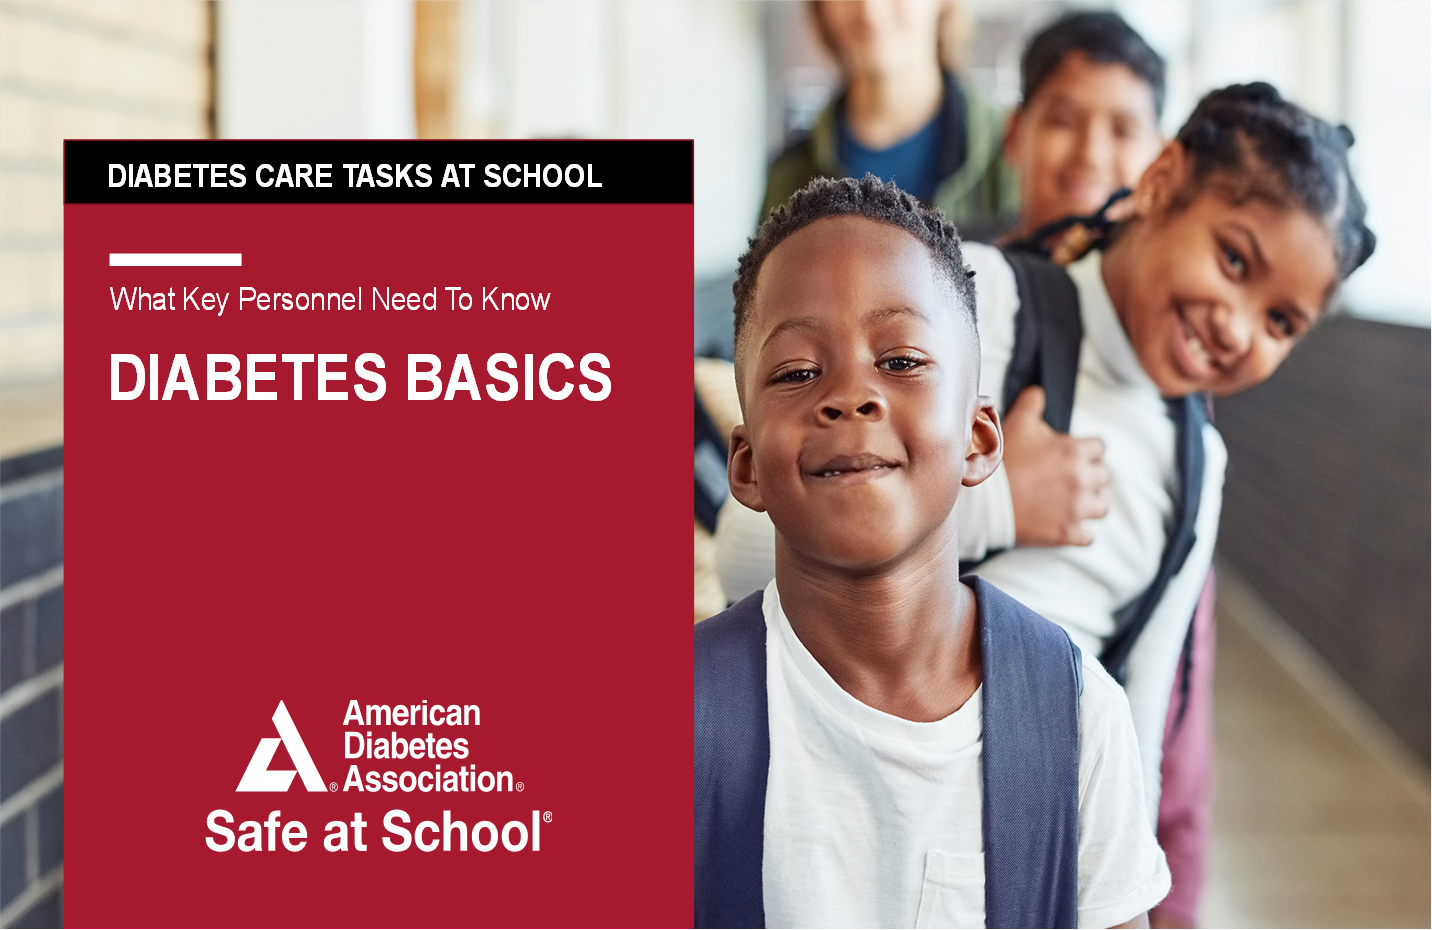 DIABETES CARE TASKS AT SCHOOL
What Key Personnel Need To Know
DIABETES BASICS
American
Diabetes
® Association®
Safe at School®